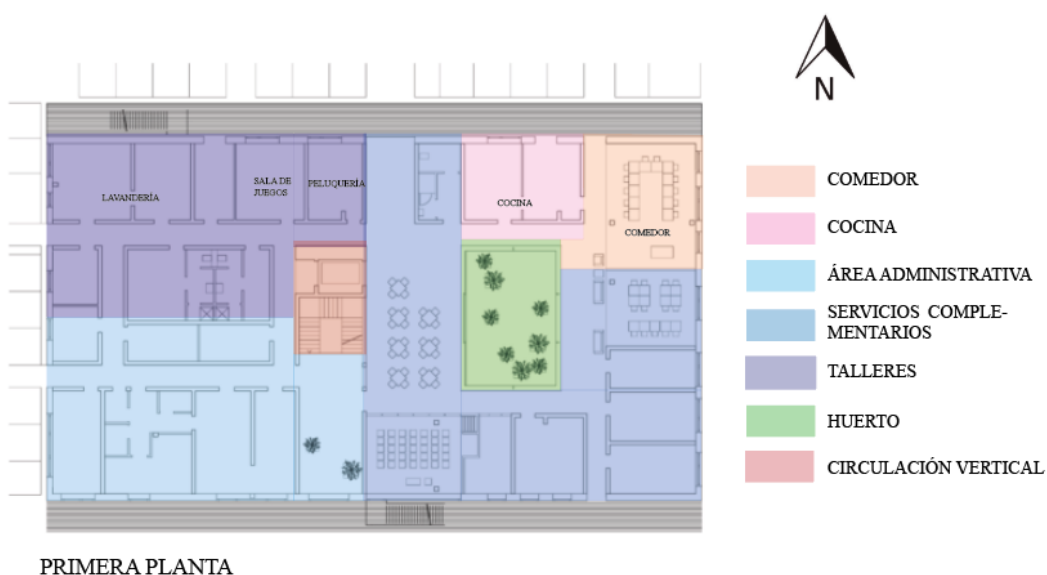 N
LAVANDERÍA
SALA DE
JUEGOS
PELUQUERÍA
COCINA
COMEDOR
COMEDOR
COCINA
ÁREA ADMINISTRATIVA
SERVICIOS COMPLE-
MENTARIOS
TALLERES
HUERTO
CIRCULACIÓN VERTICAL
PRIMERA PLANTA